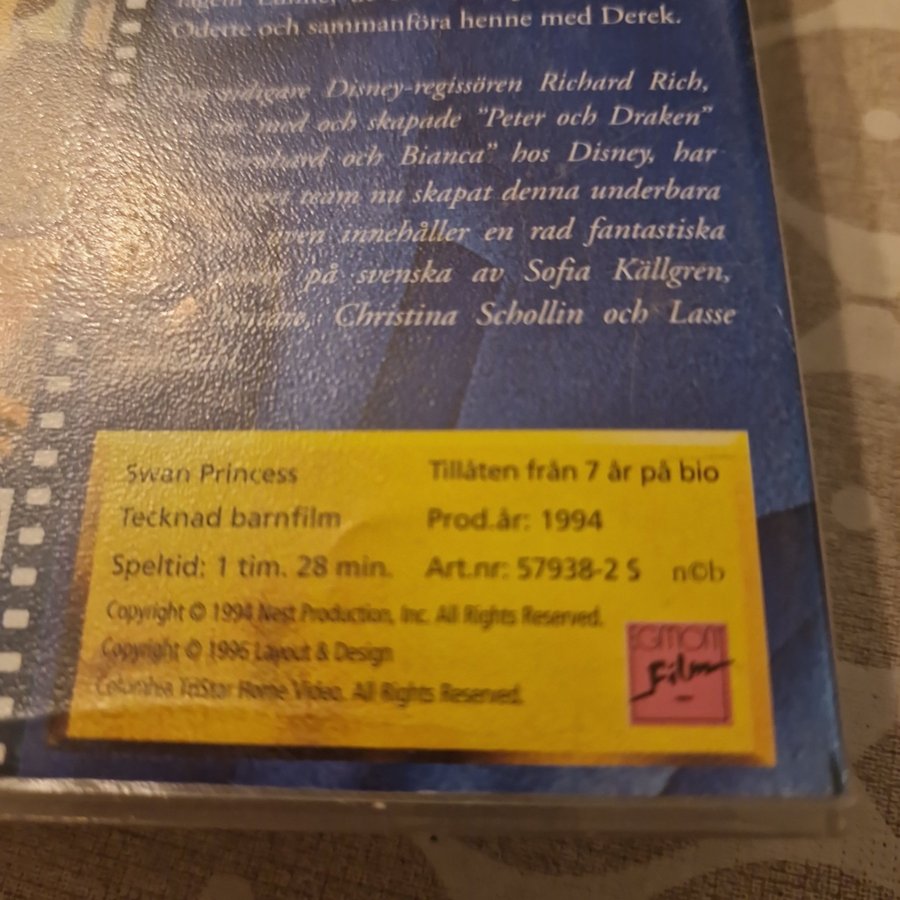 Odette och sammanföra henne med Derek.
Disney-regissören Richard Rich,
med och skapade "Peter och Draken"
och Bianca" hos Disney, har
team nu skapat denna underbara
även innehåller en rad fantastiska
på svenska av Sofia Källgren,
Christina Schollin och Lasse
Swan Princess Tillåten från 7 år på bio
Tecknad barnfilm Prod.år: 1994
Speltid: 1 tim. 28 min. Art.nr: 57938-2 S n©b
Copyright © 1994 Nest Production, Inc. All Rights Reserved.
Copyright © 1996 Layout & Design
Columbia TriStar Home Video. All Rights Reserved.
EGMONT
Film